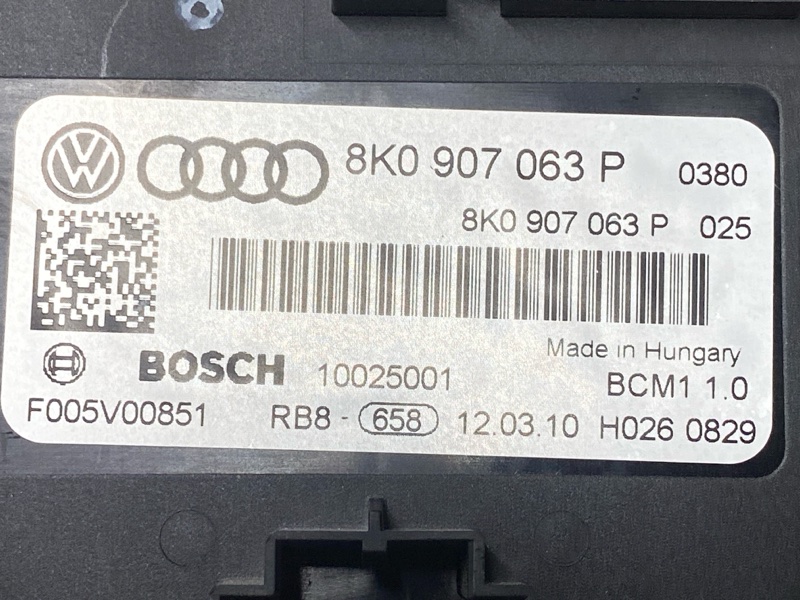 8K0 907 063 P 0380
8K0 907 063 P 025
Made in Hungary
BOSCH 10025001 BCM1 1.0
F005V00851 RB8 - 658 12.03.10 H026 0829